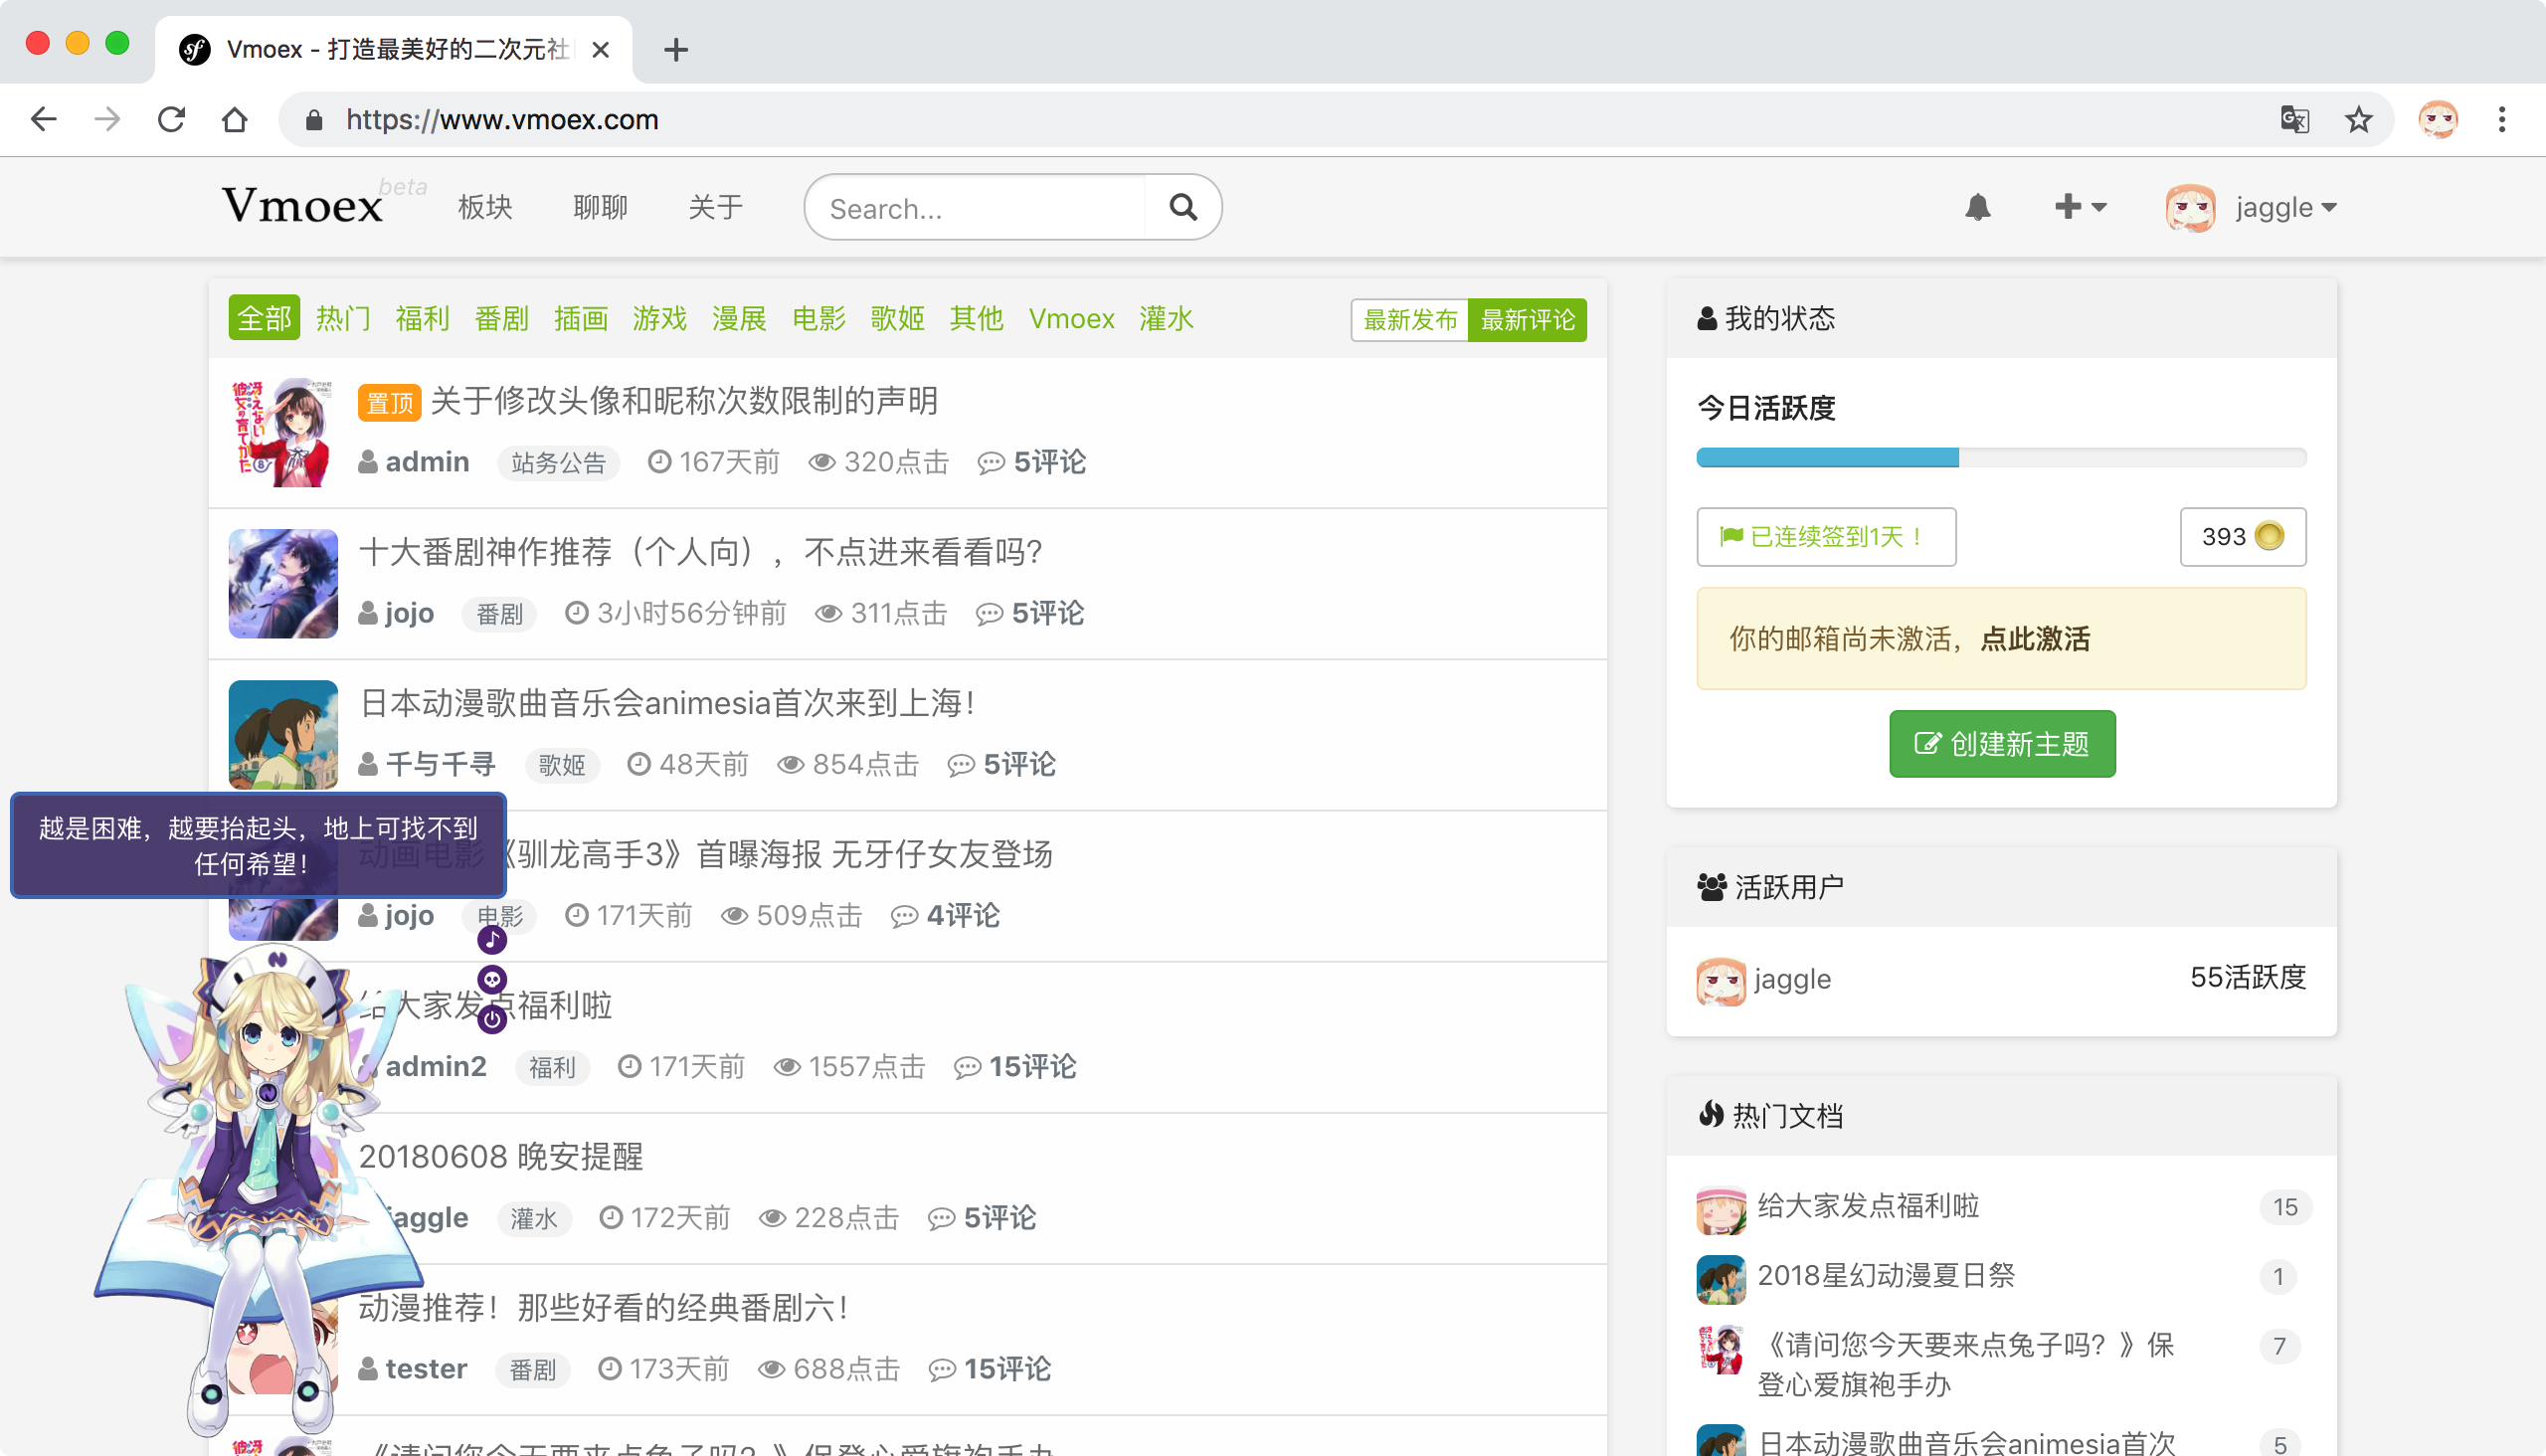 Vmoex - 打造最美好的二次元社
https://www.vmoex.com
Vmoex beta 板块 聊聊 关于 Search... jaggle
全部 热门 福利 番剧 插画 游戏 漫展 电影 歌姬 其他 Vmoex 灌水 最新发布 最新评论
置顶 关于修改头像和昵称次数限制的声明
admin 站务公告 167天前 320点击 5评论
十大番剧神作推荐（个人向），不点进来看看吗？
jojo 番剧 3小时56分钟前 311点击 5评论
日本动漫歌曲音乐会animesia首次来到上海！
千与千寻 歌姬 48天前 854点击 5评论
越是困难，越要抬起头，地上可找不到
任何希望！
动画电影《驯龙高手3》首曝海报 无牙仔女友登场
jojo 电影 171天前 509点击 4评论
给大家发点福利啦
admin2 福利 171天前 1557点击 15评论
20180608 晚安提醒
jaggle 灌水 172天前 228点击 5评论
动漫推荐！那些好看的经典番剧六！
tester 番剧 173天前 688点击 15评论
《请问您今天要来点兔子吗？》保登心爱旗袍手办
我的状态
今日活跃度
已连续签到1天！ 393
你的邮箱尚未激活，点此激活
创建新主题
活跃用户
jaggle 55活跃度
热门文档
给大家发点福利啦 15
2018星幻动漫夏日祭 1
《请问您今天要来点兔子吗？》保 7
登心爱旗袍手办
日本动漫歌曲音乐会animesia首次 5